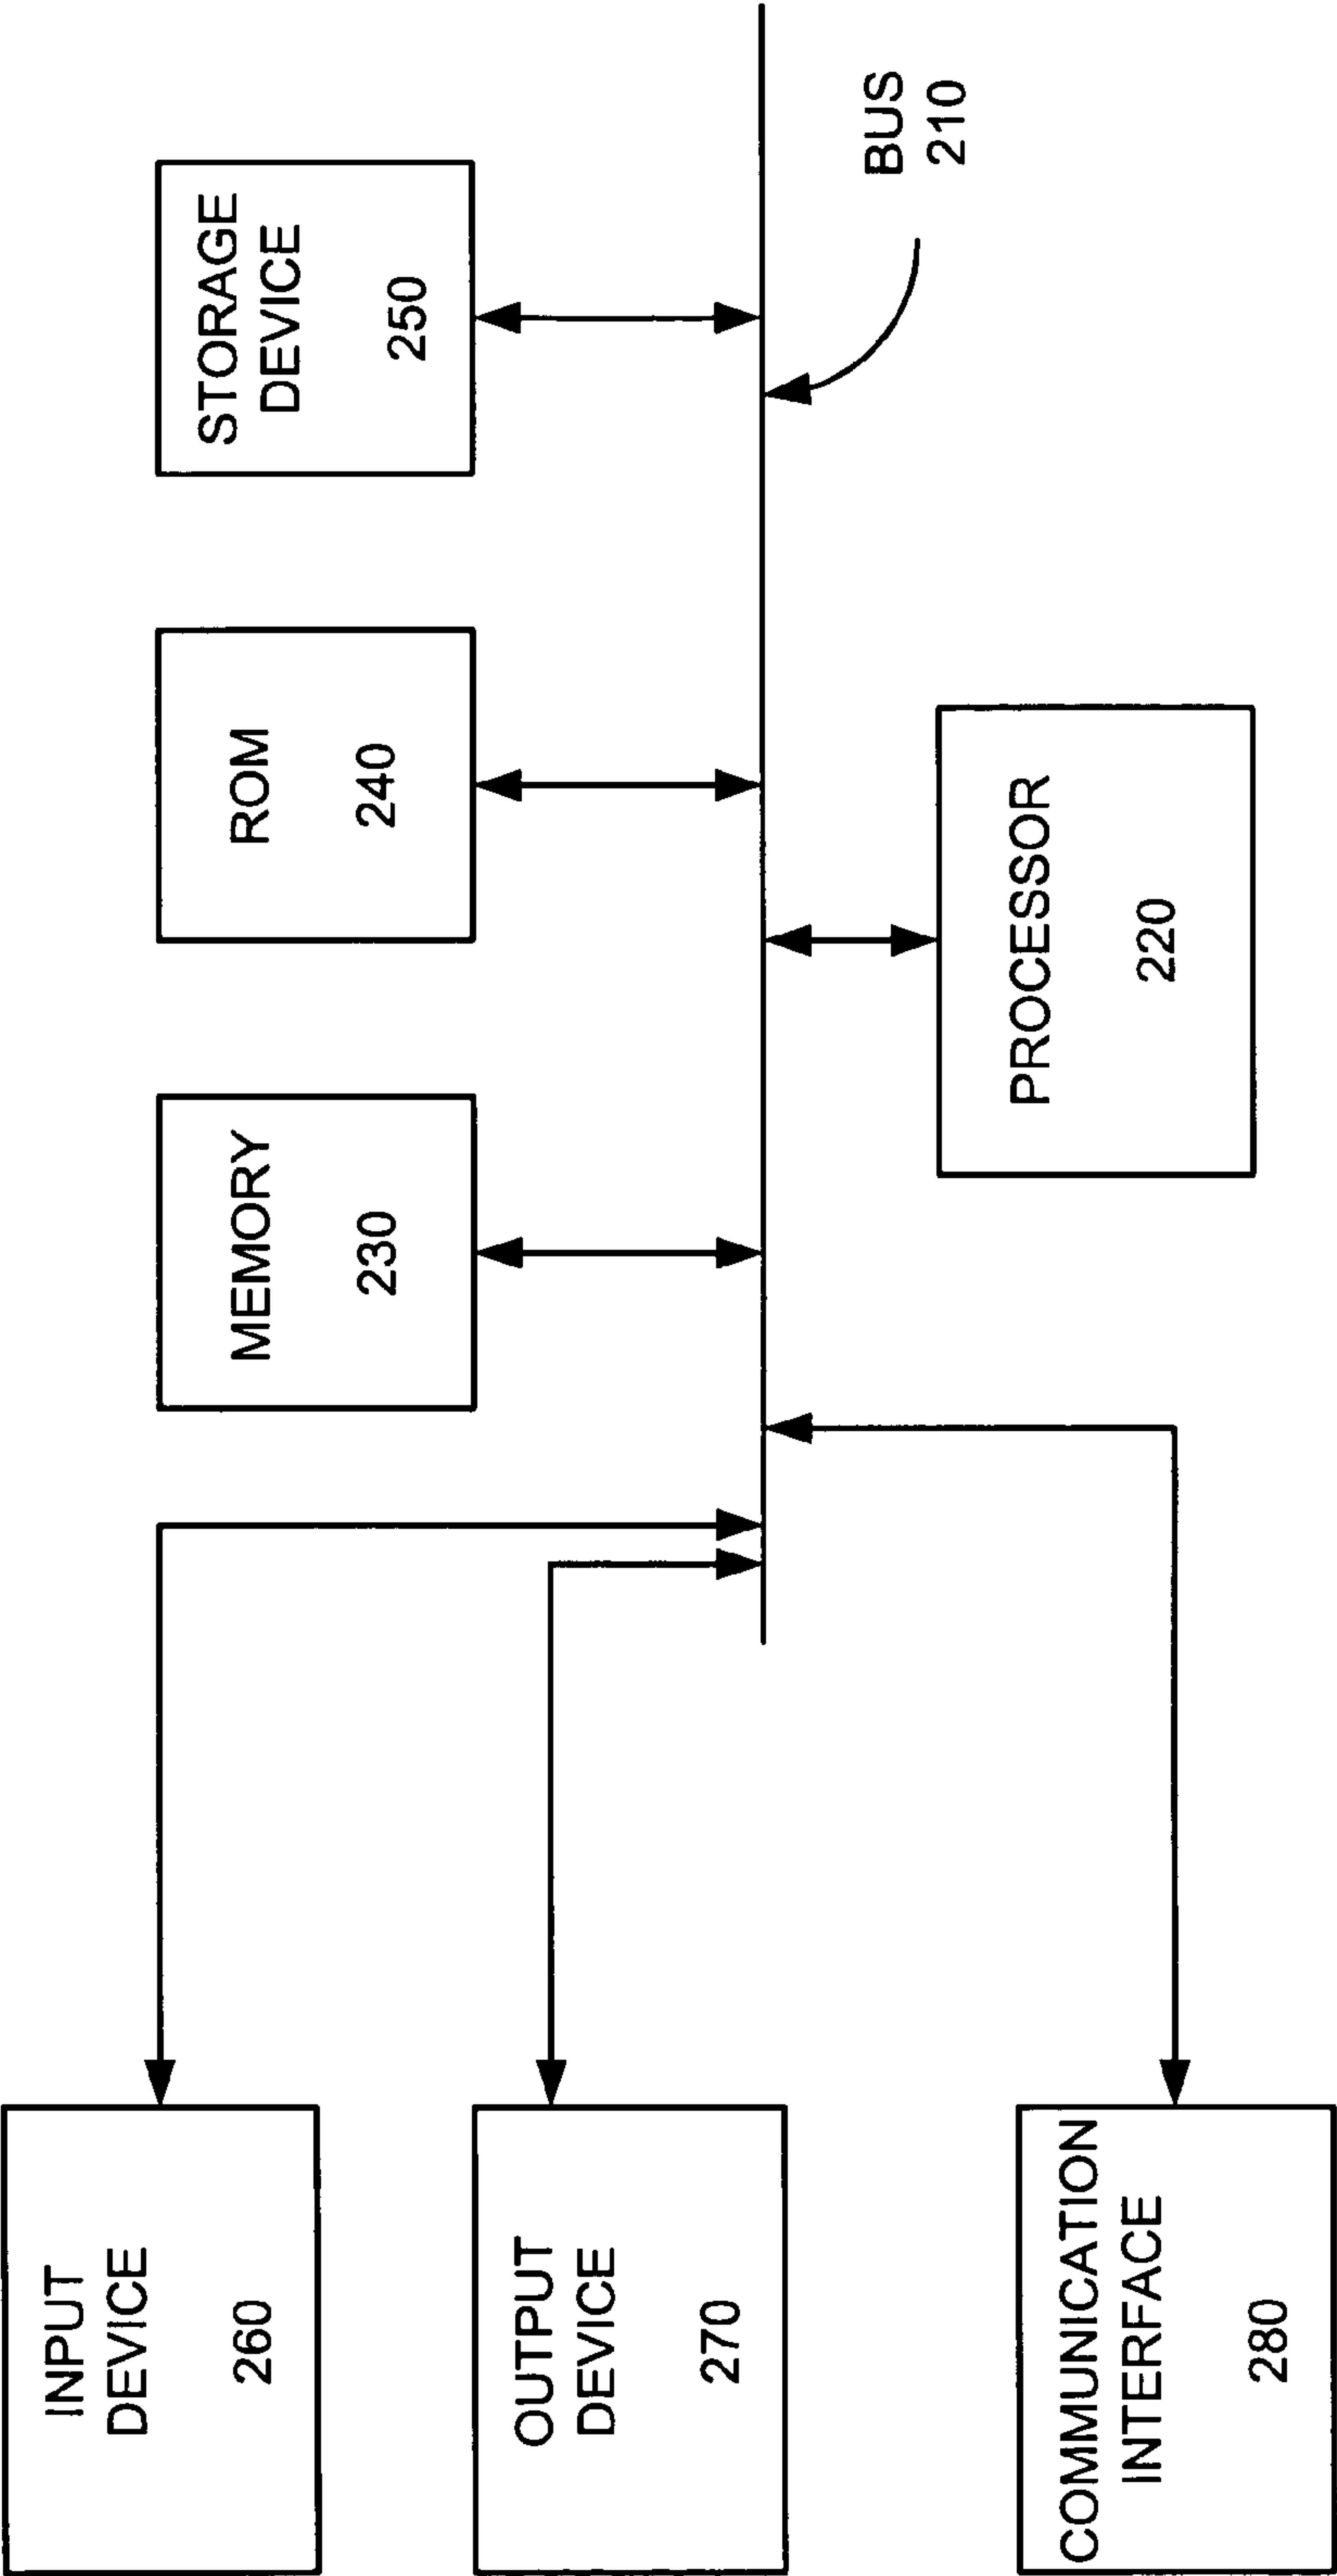 INPUT
DEVICE
260
OUTPUT
DEVICE
270
COMMUNICATION
INTERFACE
280
MEMORY
230
ROM
240
STORAGE
DEVICE
250
PROCESSOR
220
BUS
210